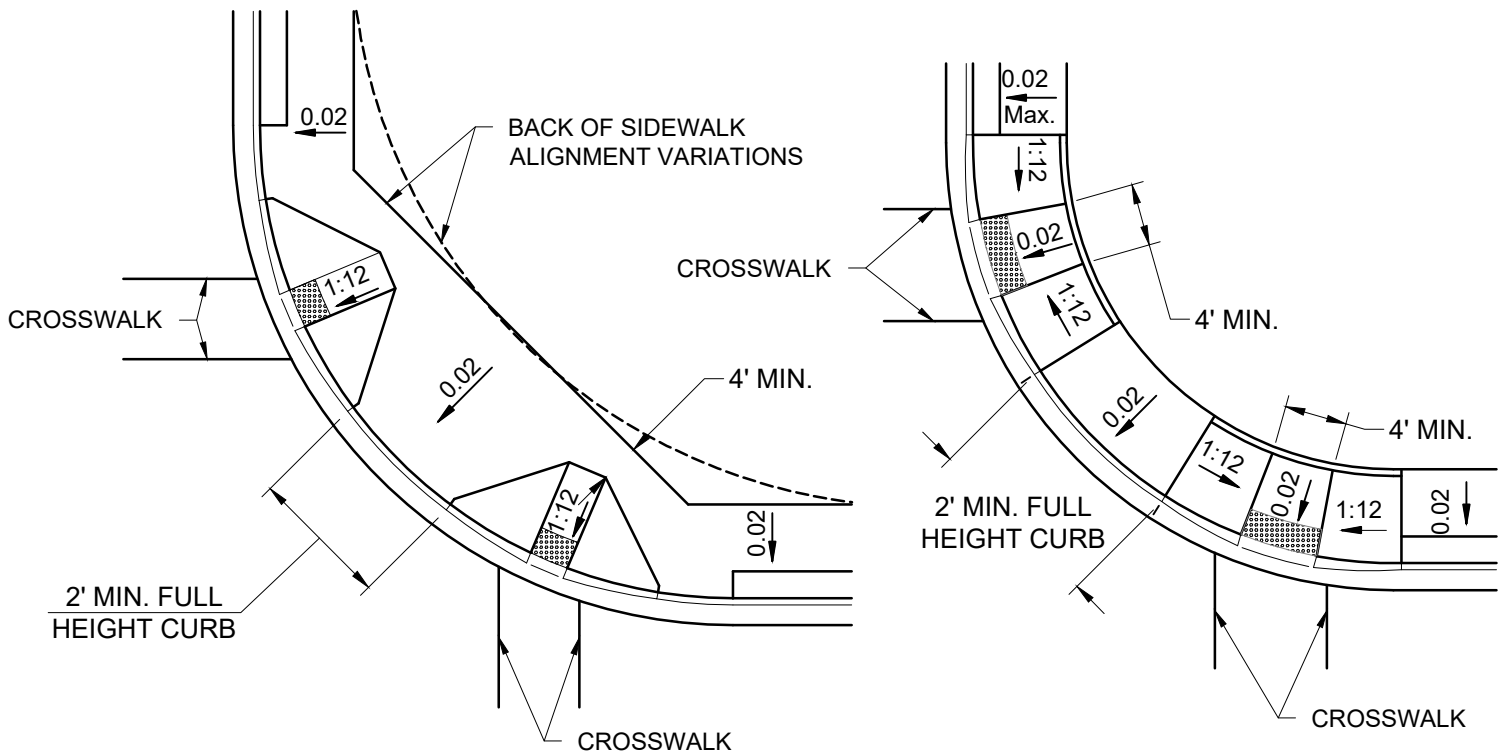 0.02
BACK OF SIDEWALK
ALIGNMENT VARIATIONS
1:12
CROSSWALK
0.02
4' MIN.
1:12
0.02
2' MIN. FULL
HEIGHT CURB
CROSSWALK
0.02
Max.
1:12
0.02
CROSSWALK
1:12
4' MIN.
0.02
4' MIN.
1:12
0.02
1:12
0.02
2' MIN. FULL
HEIGHT CURB
CROSSWALK